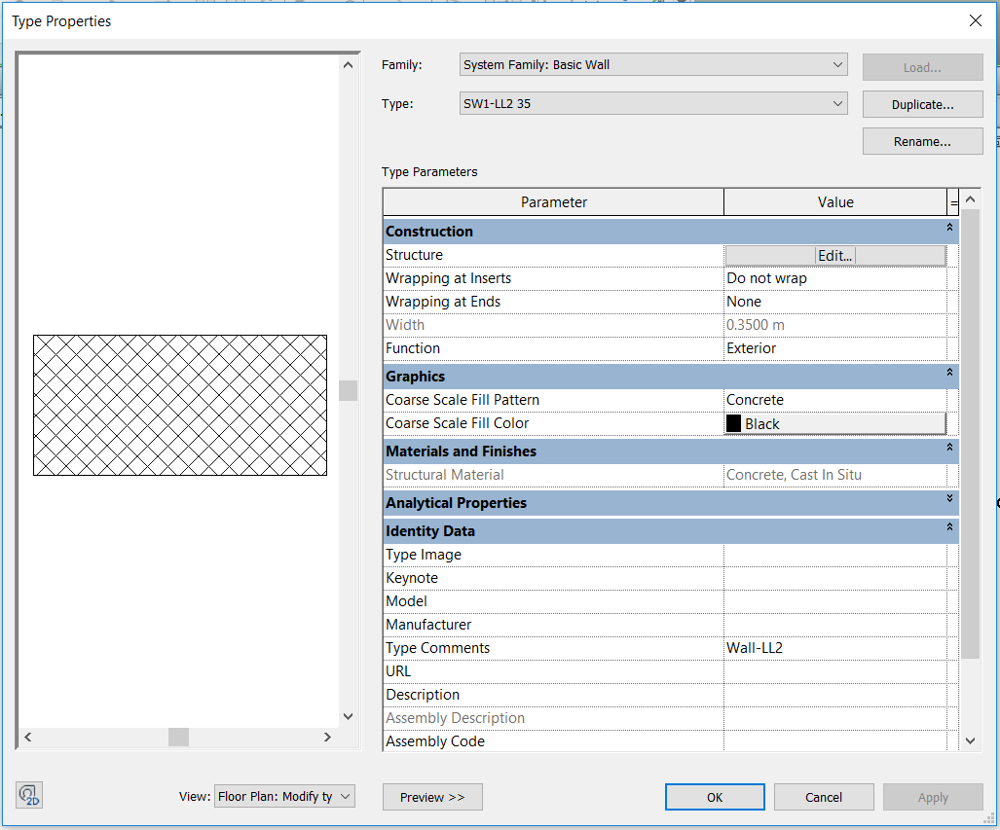 Type Properties
Family: System Family: Basic Wall Load...
Type: SW1-LL2 35 Duplicate...
Rename...
Type Parameters
Parameter Value =
Construction
Structure Edit...
Wrapping at Inserts Do not wrap
Wrapping at Ends None
Width 0.3500 m
Function Exterior
Graphics
Coarse Scale Fill Pattern Concrete
Coarse Scale Fill Color Black
Materials and Finishes
Structural Material Concrete, Cast In Situ
Analytical Properties
Identity Data
Type Image
Keynote
Model
Manufacturer
Type Comments Wall-LL2
URL
Description
Assembly Description
Assembly Code
2D View: Floor Plan: Modify ty Preview >> OK Cancel Apply